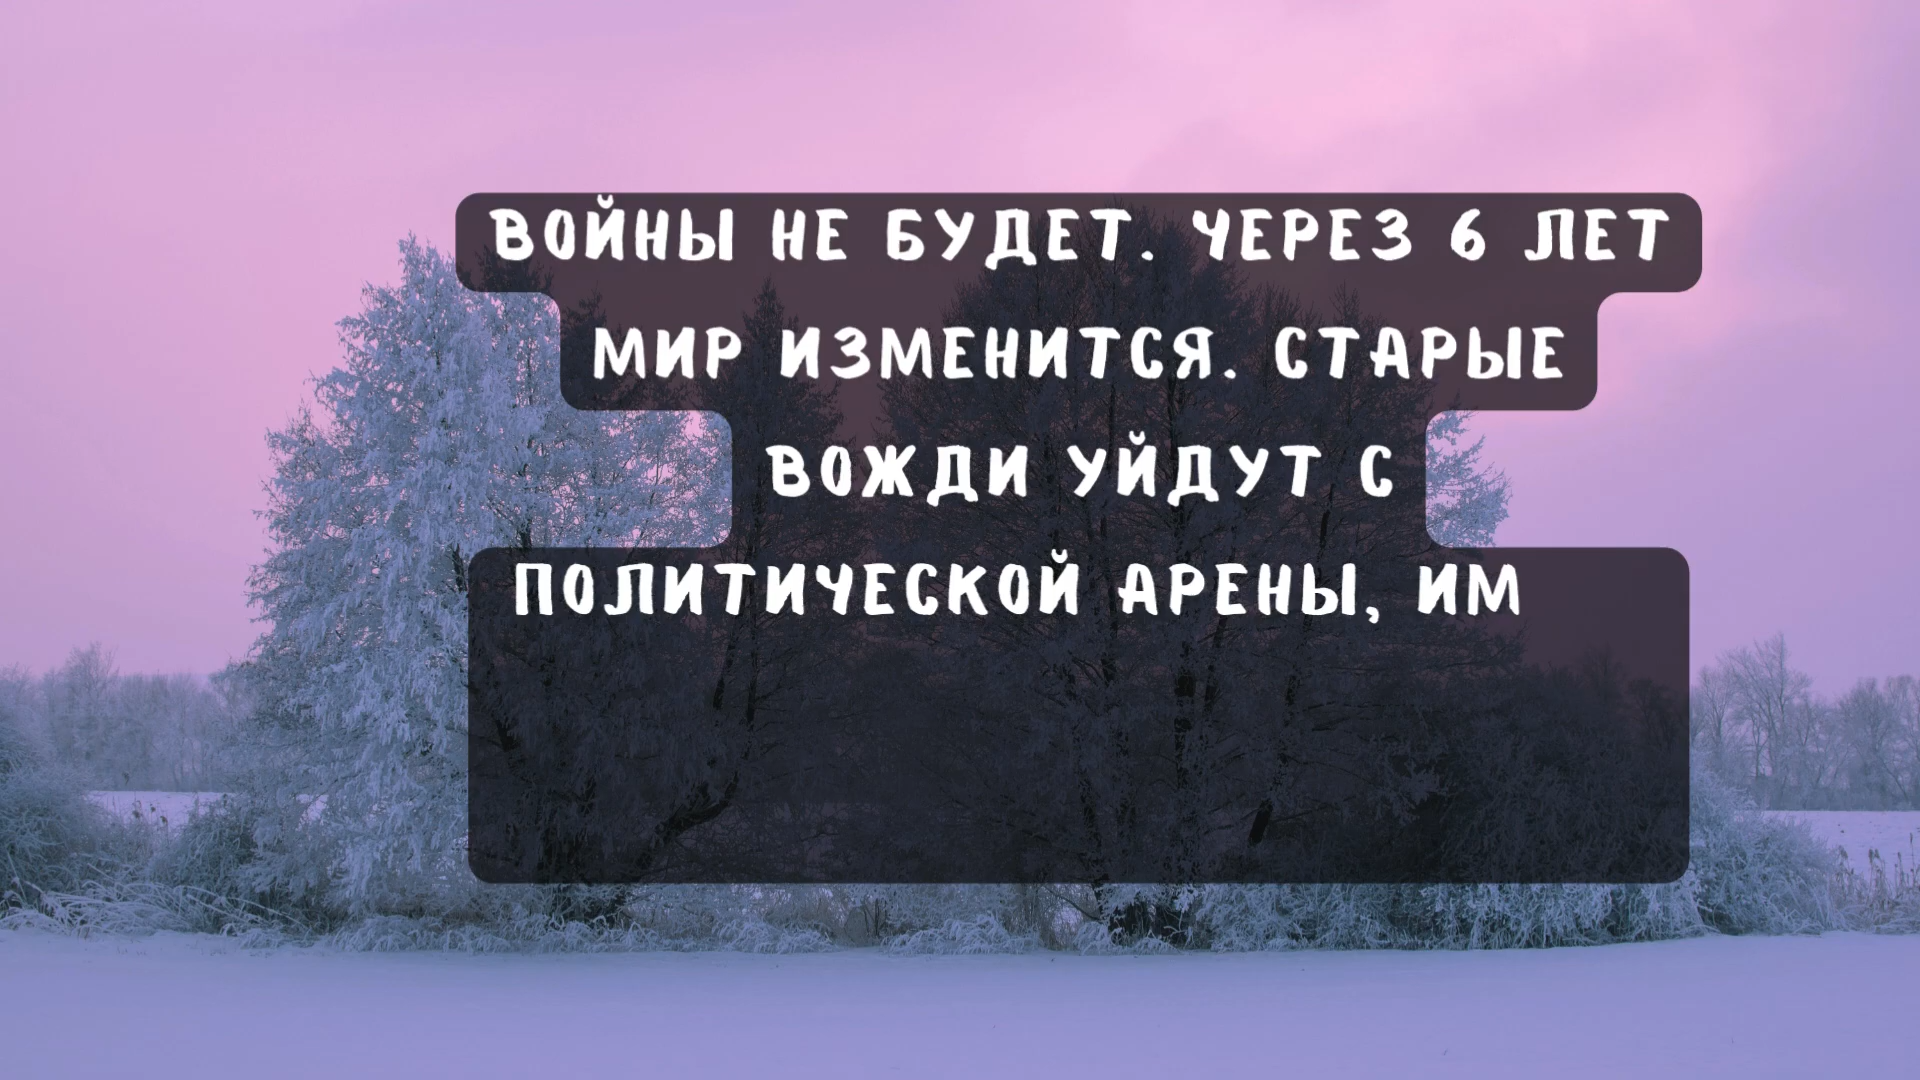 ВОЙНЫ НЕ БУДЕТ. ЧЕРЕЗ 6 ЛЕТ
МИР ИЗМЕНИТСЯ. СТАРЫЕ
ВОЖДИ УЙДУТ С
ПОЛИТИЧЕСКОЙ АРЕНЫ, ИМ